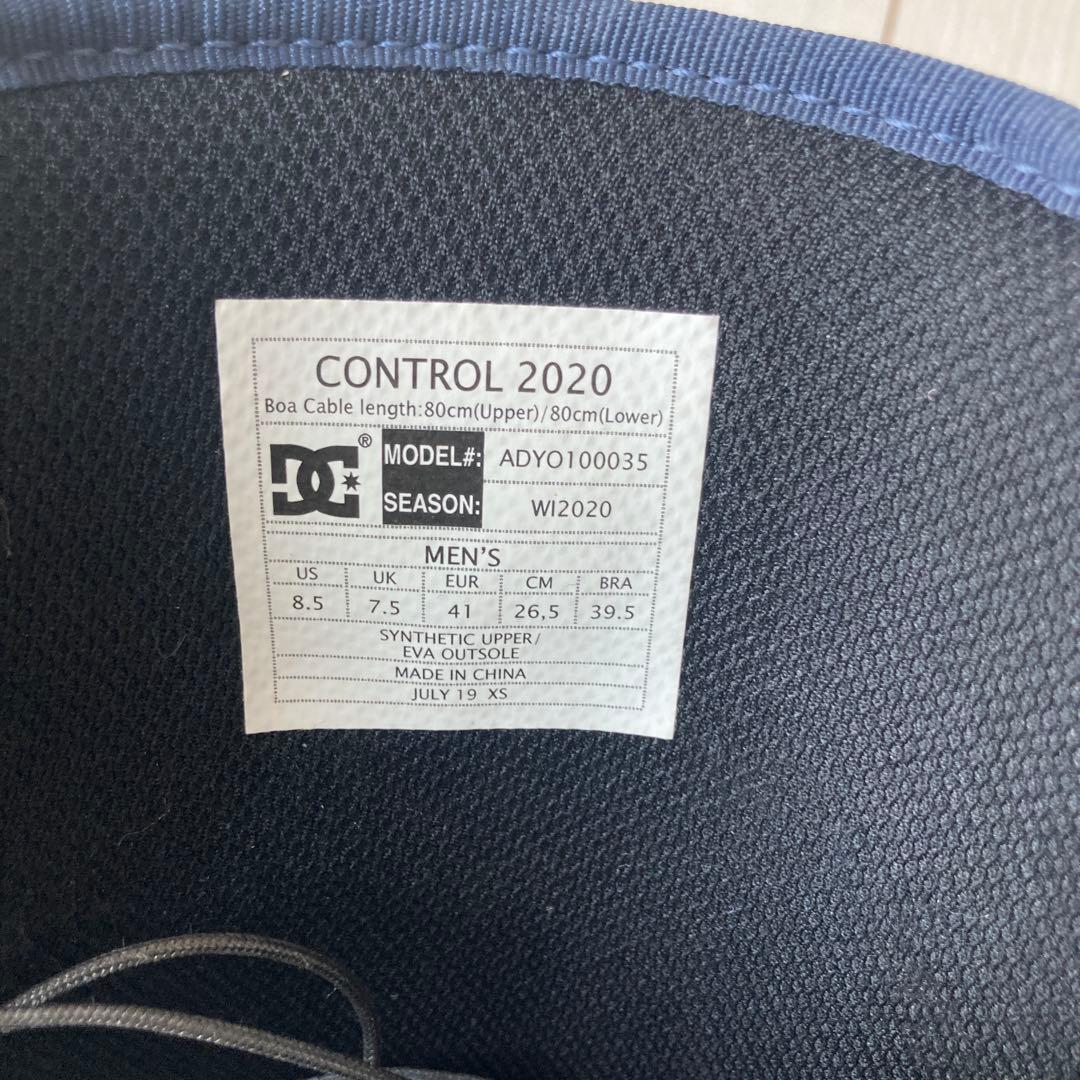 CONTROL 2020
Boa Cable length:80cm(Upper)/80cm(Lower)
DC ® MODEL#: ADYO100035
SEASON: WI2020
MEN'S
US UK EUR CM BRA
8.5 7.5 41 26,5 39.5
SYNTHETIC UPPER/
EVA OUTSOLE
MADE IN CHINA
JULY 19 XS